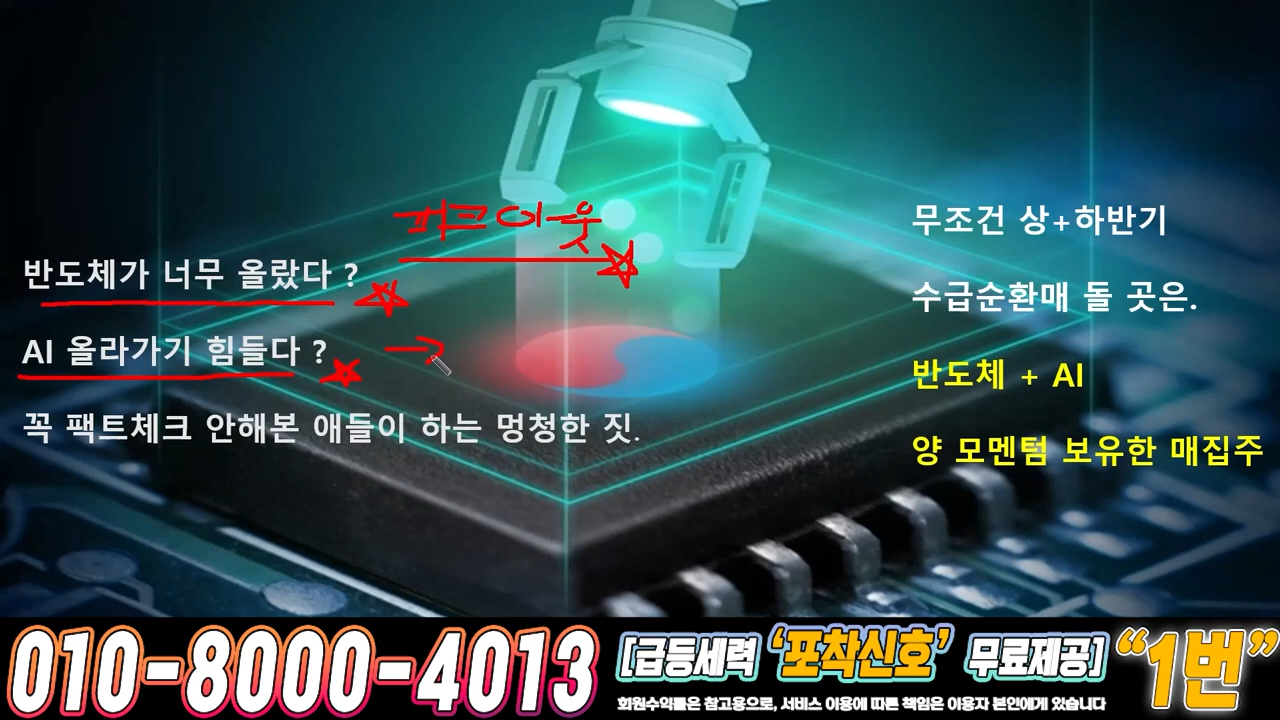 피크아웃
반도체가 너무 올랐다 ?
AI 올라가기 힘들다 ?
꼭 팩트체크 안해본 애들이 하는 멍청한 짓.
무조건 상+하반기
수급순환매 돌 곳은.
반도체 + AI
양 모멘텀 보유한 매집주
010-8000-4013
[급등세력 '포착신호' 무료제공] "1번"
회원수익률은 참고용으로, 서비스 이용에 따른 책임은 이용자 본인에게 있습니다